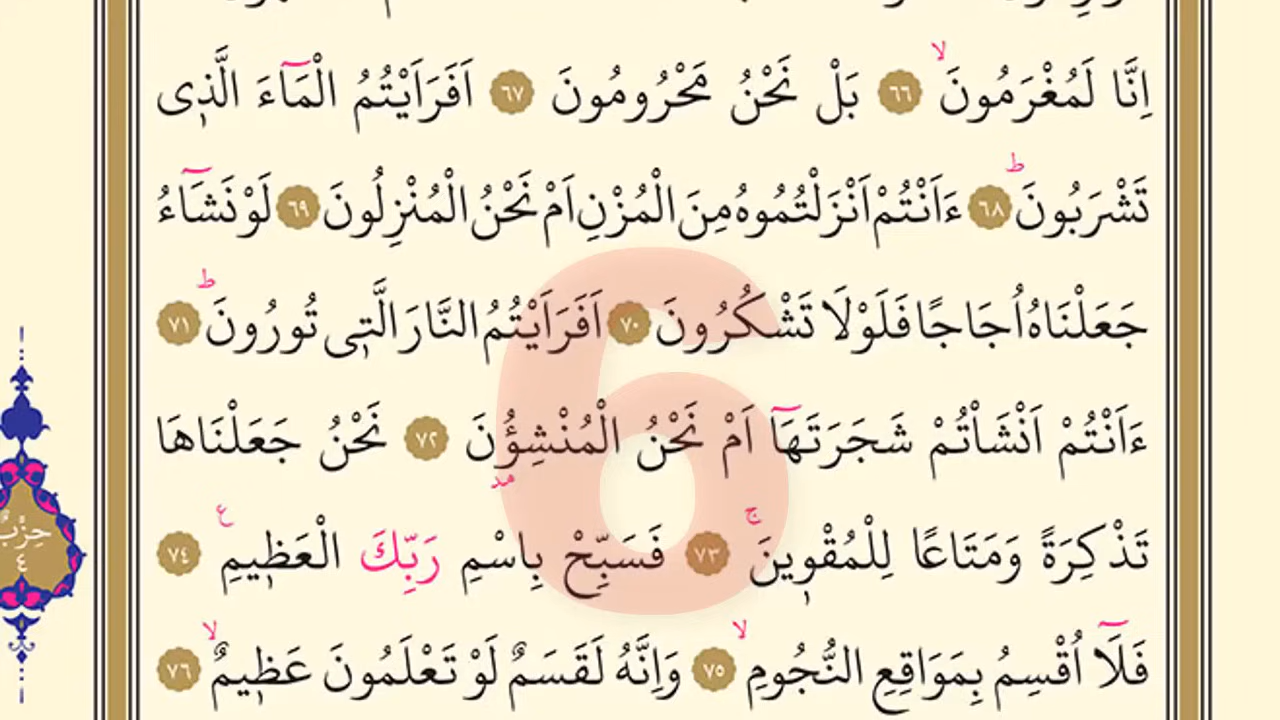 اِنَّا لَمُغْرَمُونَۙ ﴿٦٦﴾ بَلْ نَحْنُ مَحْرُومُونَ ﴿٦٧﴾ اَفَرَاَيْتُمُ الْمَٓاءَ الَّذ۪ى
تَشْرَبُونَۜ ﴿٦٨﴾ ءَاَنْتُمْ اَنْزَلْتُمُوهُ مِنَ الْمُزْنِ اَمْ نَحْنُ الْمُنْزِلُونَ ﴿٦٩﴾ لَوْ نَشَٓاءُ
جَعَلْنَاهُ اُجَاجًا فَلَوْلَا تَشْكُرُونَ ﴿٧٠﴾ اَفَرَاَيْتُمُ النَّارَ الَّت۪ى تُورُونَۜ ﴿٧١﴾
ءَاَنْتُمْ اَنْشَاْتُمْ شَجَرَتَهَٓا اَمْ نَحْنُ الْمُنْشِؤُ۫نَ ﴿٧٢﴾ نَحْنُ جَعَلْنَاهَا
تَذْكِرَةً وَمَتَاعًا لِلْمُقْو۪ينَۚ ﴿٧٣﴾ فَسَبِّحْ بِاسْمِ رَبِّكَ الْعَظ۪يمِ ع ﴿٧٤﴾
فَلَٓا اُقْسِمُ بِمَوَاقِعِ النُّجُومِۙ ﴿٧٥﴾ وَاِنَّهُ لَقَسَمٌ لَوْ تَعْلَمُونَ عَظ۪يمٌۙ ﴿٧٦﴾
حِزْبٌ
٤
6